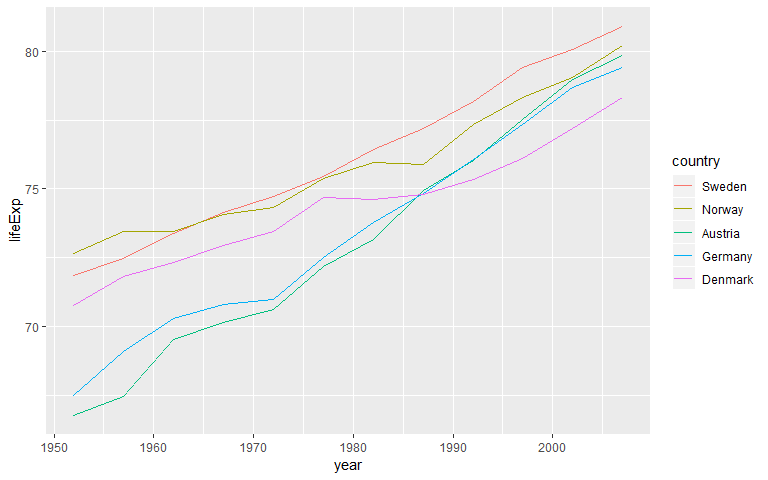 80
75
70
lifeExp
1950 1960 1970 1980 1990 2000
year
country
Sweden
Norway
Austria
Germany
Denmark